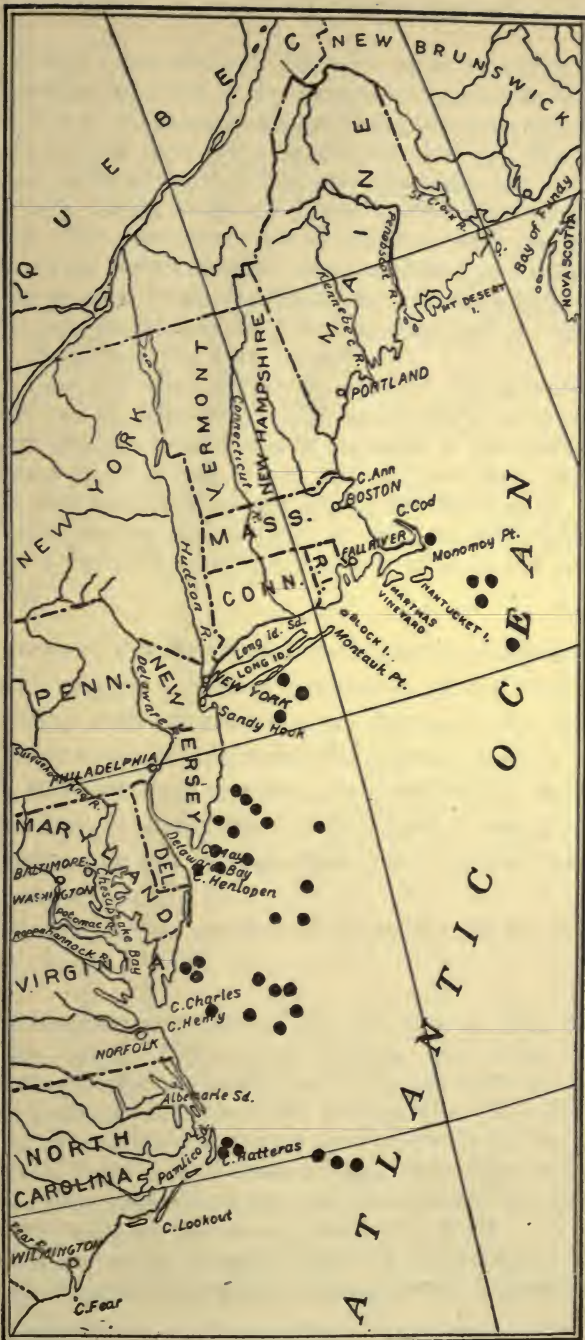 NEW BRUNSWICK
QUEBEC
MAINE
St. Croix R.
Bay of Fundy
NOVA SCOTIA
Penobscot R.
Kennebec R.
MT DESERT
I.
PORTLAND
VERMONT
NEW HAMPSHIRE
Connecticut
NEW YORK
Hudson R.
C. Ann
BOSTON
MASS.
C. Cod
FALL RIVER
Monomoy Pt.
CONN.
R.I.
NANTUCKET I.
MARTHAS
VINEYARD
BLOCK I.
Montauk Pt.
Long id. Sd.
LONG ID.
NEW YORK
Sandy Hook
PENN.
NEW JERSEY
Delaware R.
PHILADELPHIA
Susquehanna R.
MARYLAND
DEL.
C. May
Delaware Bay
C. Henlopen
BALTIMORE
WASHINGTON
Chesapeake Bay
Potomac R.
Rappahannock R.
VIRGI A
C. Charles
C. Henry
NORFOLK
Albemarle Sd.
NORTH
CAROLINA
Pamlico
C. Hatteras
C. Lookout
Fear R.
WILMINGTON
C. Fear
ATLANTIC OCEAN